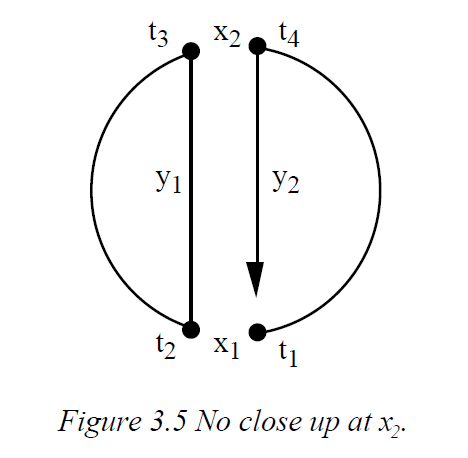 t3 x2 t4
y1 y2
t2 x1 t1
Figure 3.5 No close up at x2.